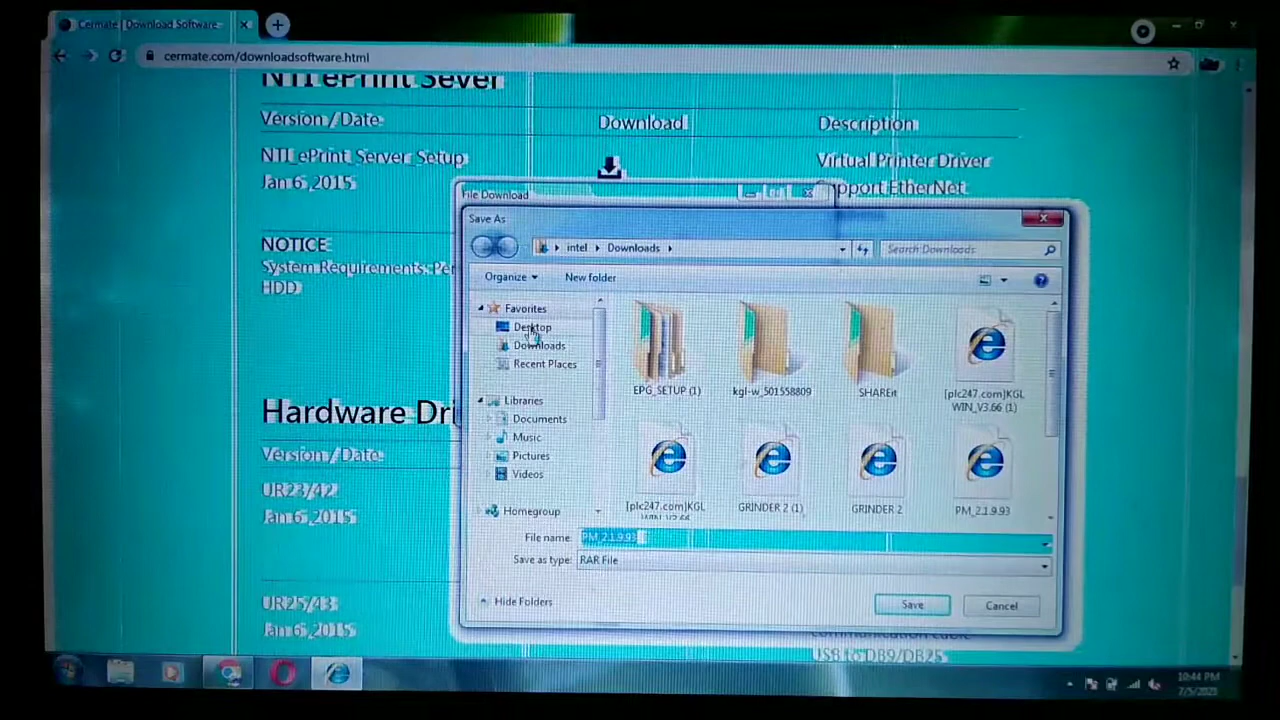 Cermate | Download Software
cermate.com/downloadsoftware.html
NTI ePrint Sever
Version /Date
Download
Description
NTI_ePrint_Server_Setup
Jan 6,2015
Virtual Printer Driver
Support EtherNet
NOTICE
System Requirements: Per
HDD
Hardware Dri
Version /Date
UR23/42
Jan 6,2015
UR25/43
Jan 6,2015
communication cable
USB to DB9/DB25
File Download
Save As
intel
Downloads
Search Downloads
Organize
New folder
Favorites
Desktop
Downloads
Recent Places
Libraries
Documents
Music
Pictures
Videos
Homegroup
EPG_SETUP (1)
kgl-w_501558809
SHAREit
[plc247.com]KGL
WIN_V3.66 (1)
[plc247.com]KGL
GRINDER 2 (1)
GRINDER 2
PM_2.1.9.93
File name:
PM_2.1.9.93
Save as type:
RAR File
Hide Folders
Save
Cancel
10:44 PM